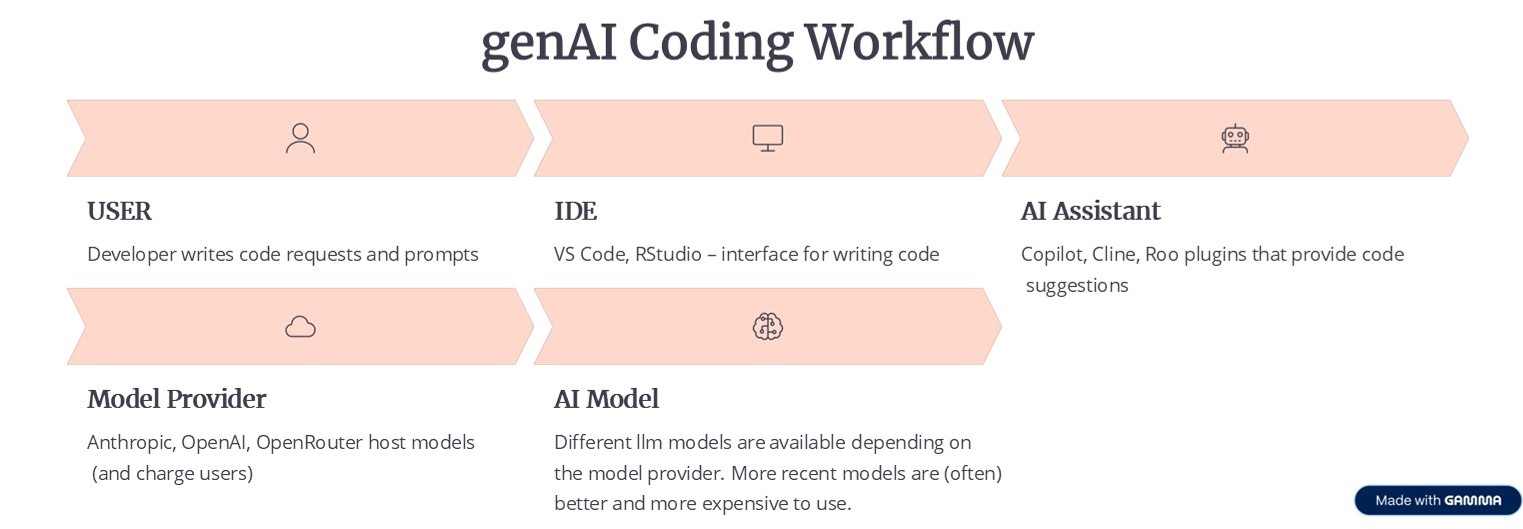 genAI Coding Workflow
USER
Developer writes code requests and prompts
IDE
VS Code, RStudio – interface for writing code
AI Assistant
Copilot, Cline, Roo plugins that provide code
suggestions
Model Provider
Anthropic, OpenAI, OpenRouter host models
(and charge users)
AI Model
Different llm models are available depending on
the model provider. More recent models are (often)
better and more expensive to use.
Made with GAMMA